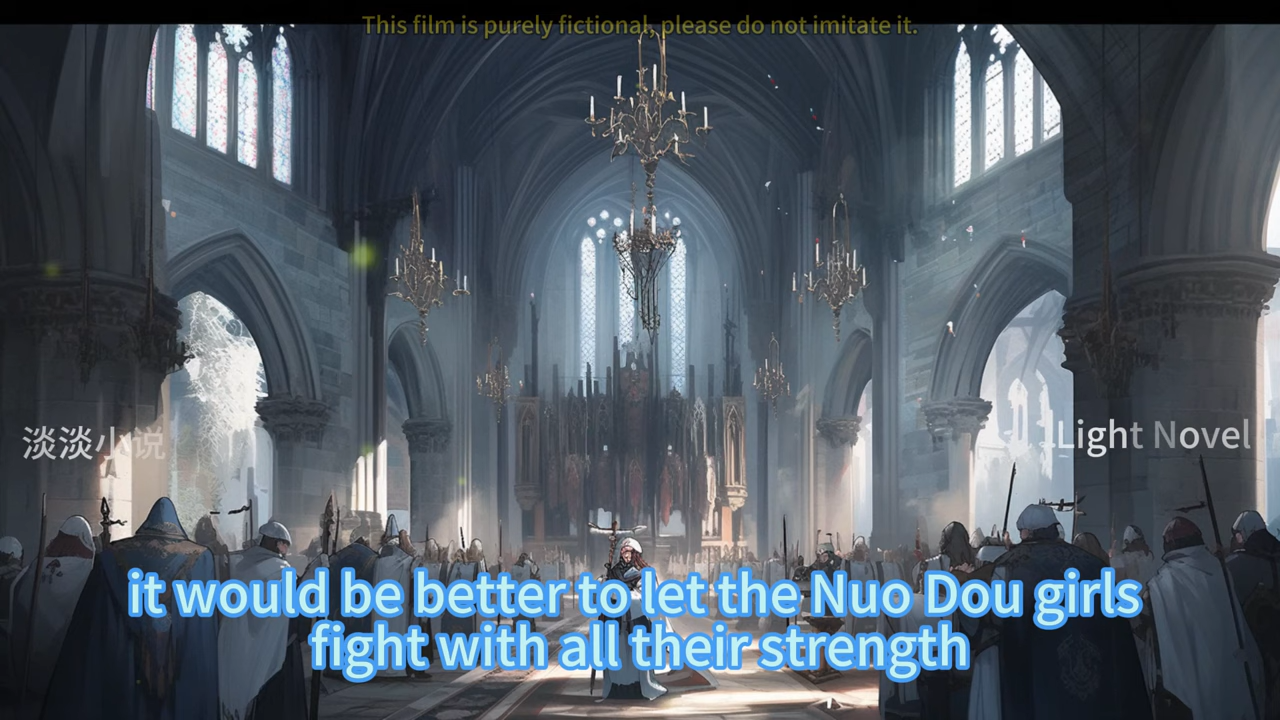 This film is purely fictional, please do not imitate it.
淡淡小说
Light Novel
it would be better to let the Nuo Dou girls
fight with all their strength